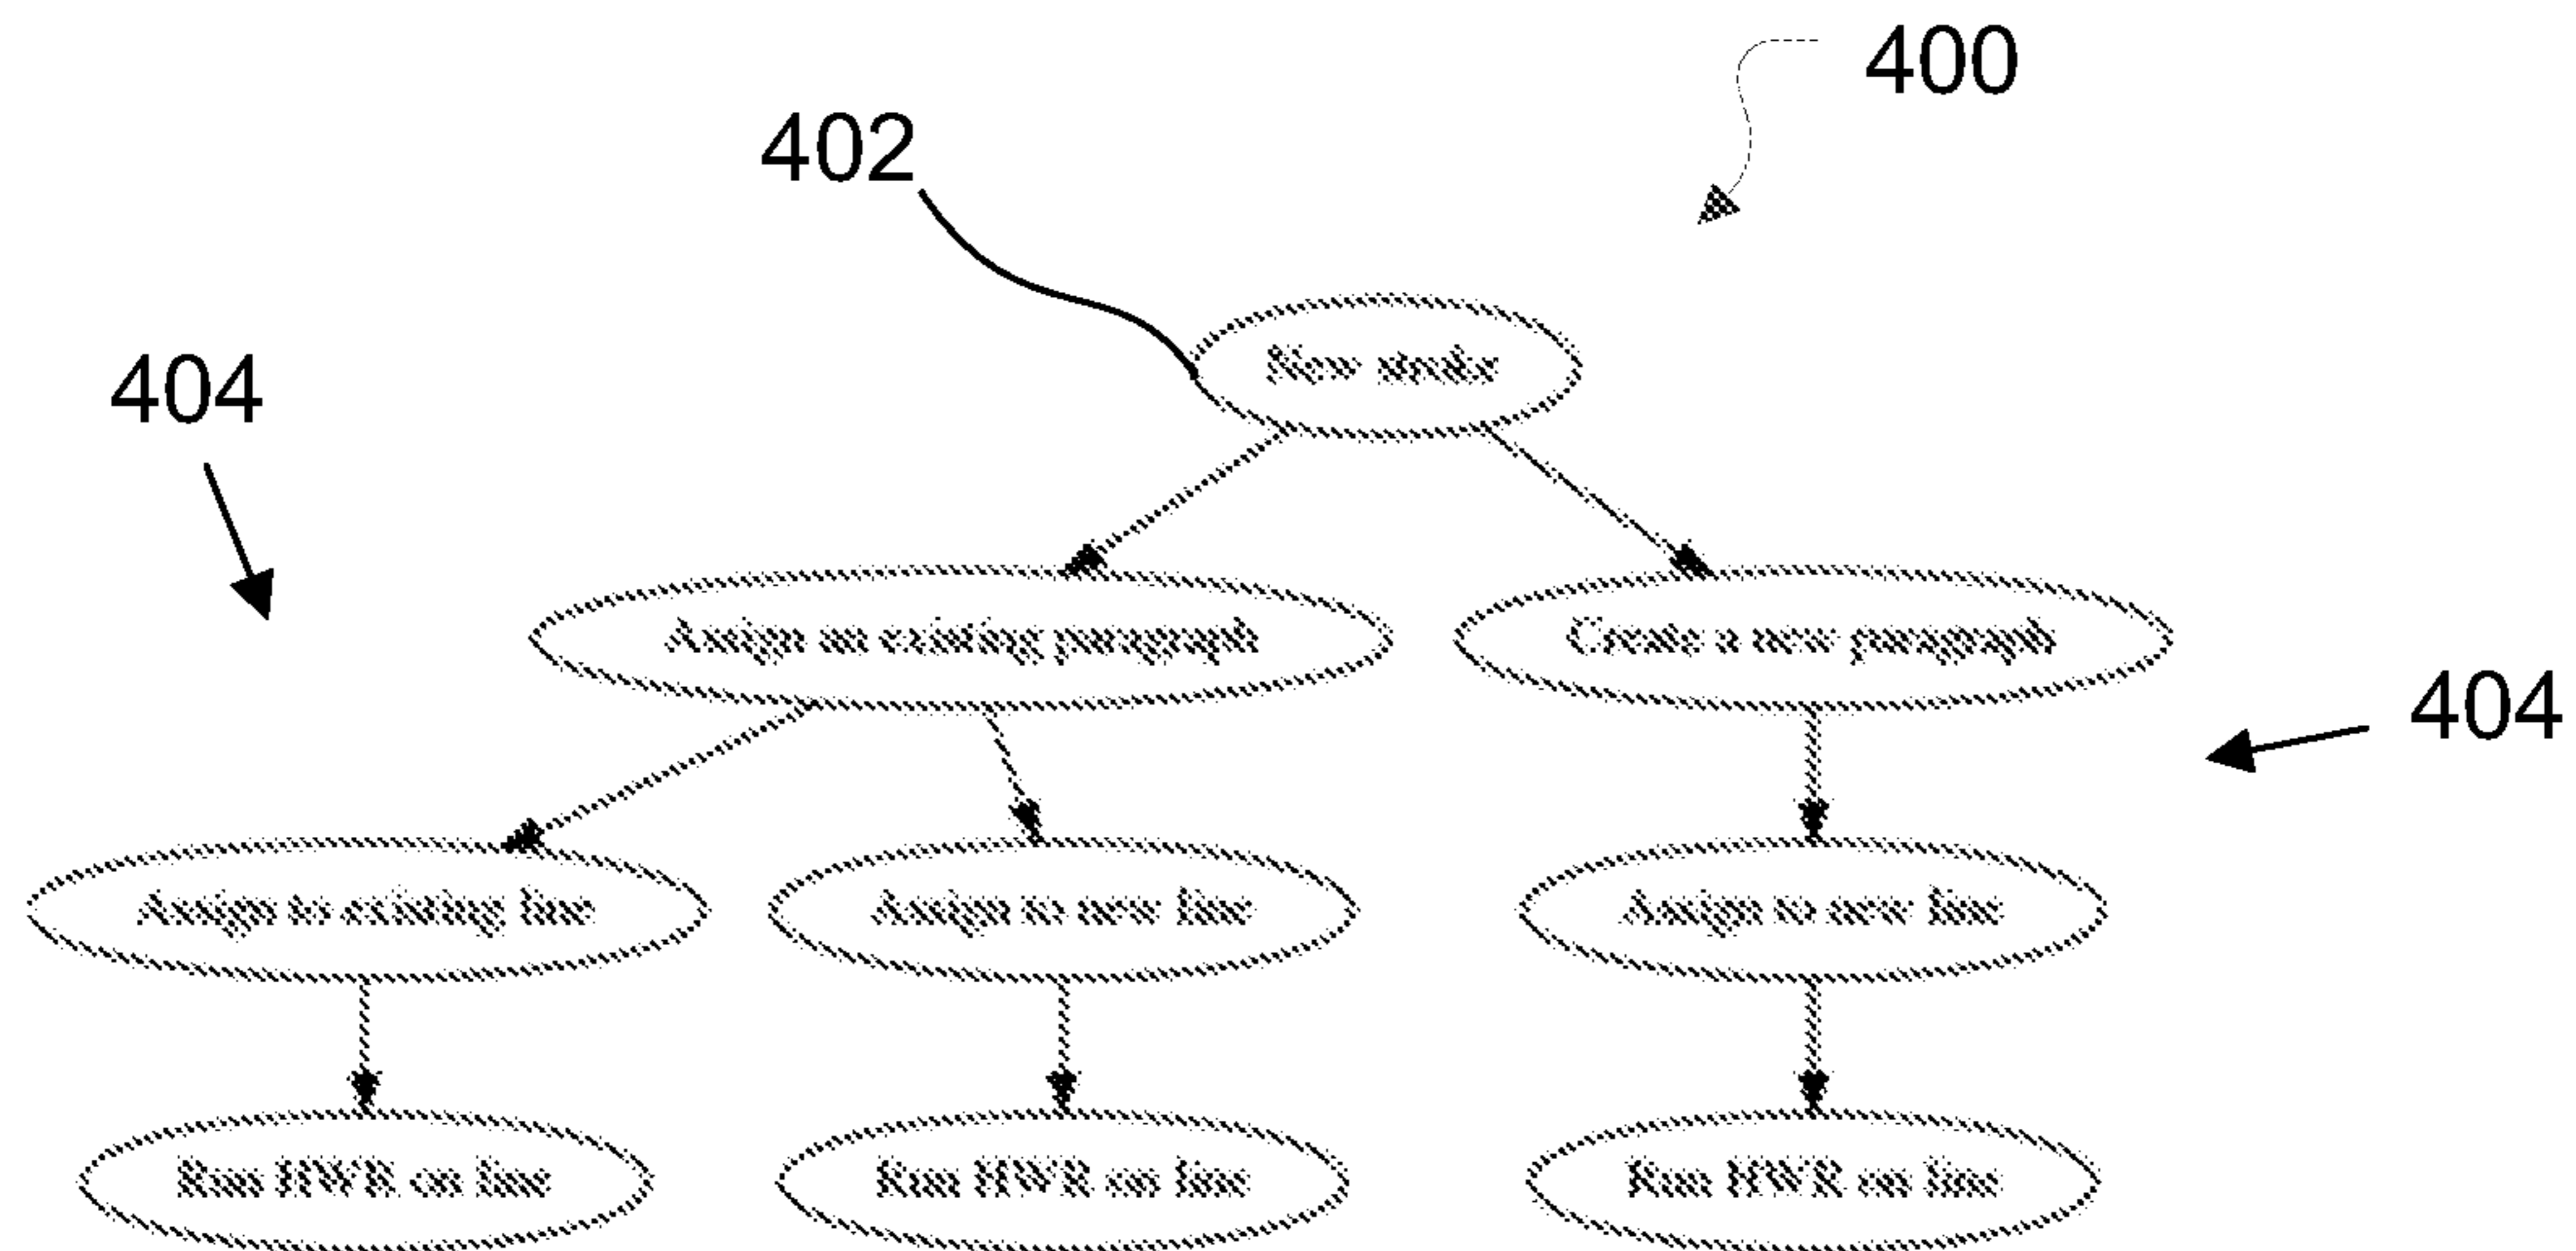 400
402
New stroke
404
Assign an existing paragraph
Create a new paragraph
404
Assign to existing line
Assign to new line
Assign to new line
Run HWR on line
Run HWR on line
Run HWR on line